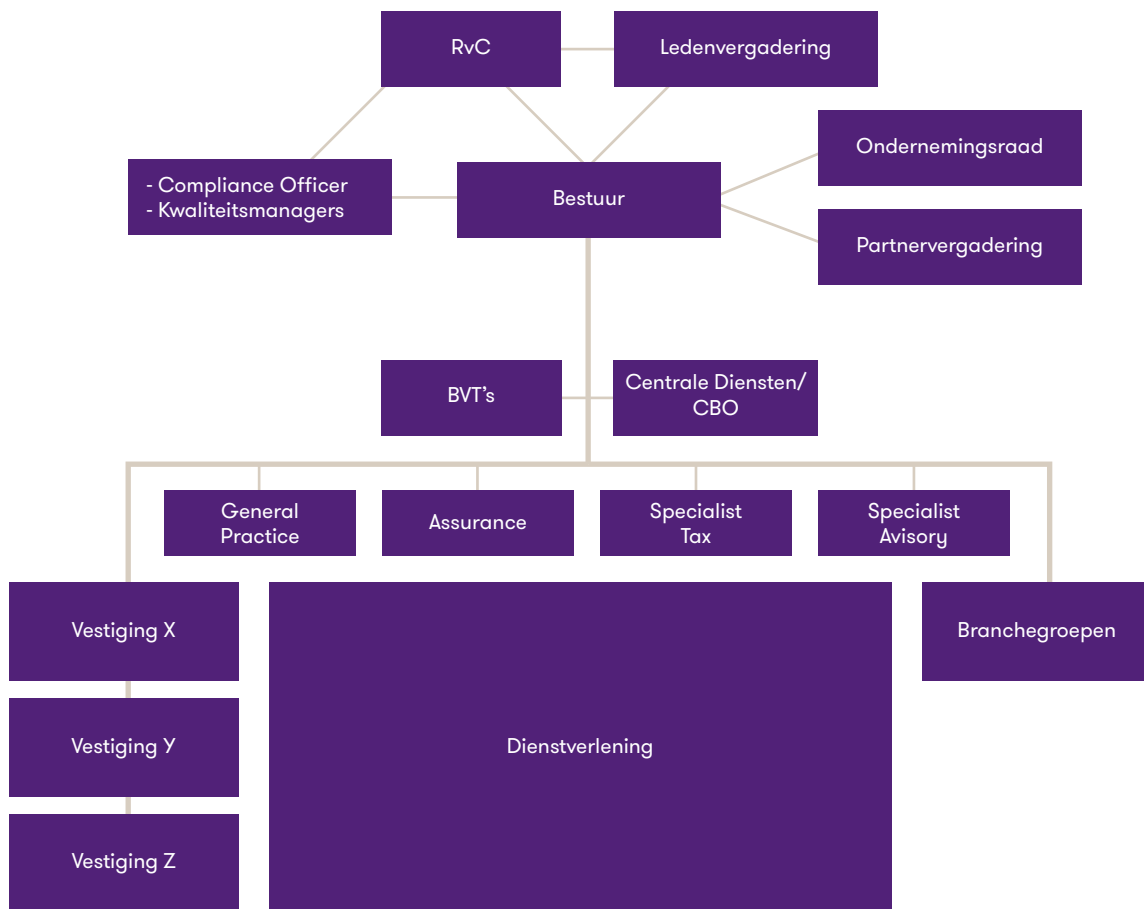 RvC
Ledenvergadering
Ondernemingsraad
- Compliance Officer
- Kwaliteitsmanagers
Bestuur
Partnervergadering
BVT's
Centrale Diensten/
CBO
General
Practice
Assurance
Specialist
Tax
Specialist
Avisory
Vestiging X
Branchegroepen
Vestiging Y
Dienstverlening
Vestiging Z